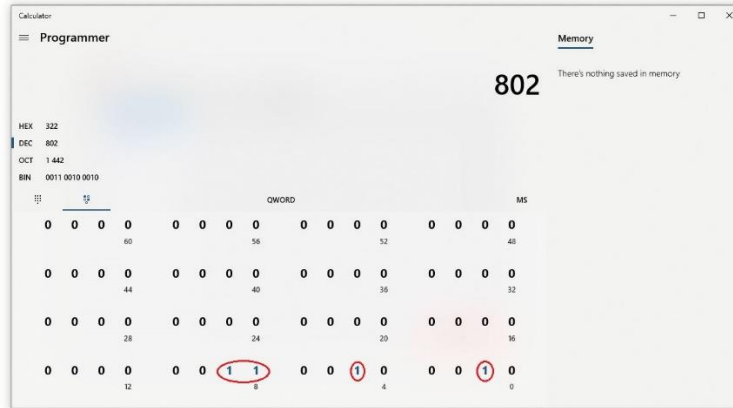 Calculator
Programmer
Memory
There's nothing saved in memory
802
HEX 322
DEC 802
OCT 1 442
BIN 0011 0010 0010
QWORD MS
0 0 0 0 0 0 0 0 0 0 0 0 0 0 0 0
60 56 52 48
0 0 0 0 0 0 0 0 0 0 0 0 0 0 0 0
44 40 36 32
0 0 0 0 0 0 0 0 0 0 0 0 0 0 0 0
28 24 20 16
0 0 0 0 0 0 1 1 0 0 1 0 0 0 1 0
12 8 4 0